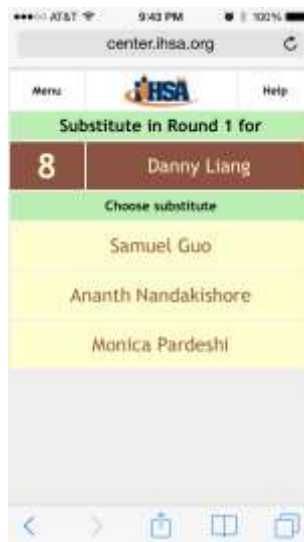 AT&T 9:43 PM 100%
center.ihsa.org
Menu IHSA Help
Substitute in Round 1 for
8 Danny Liang
Choose substitute
Samuel Guo
Ananth Nandakishore
Monica Pardeshi